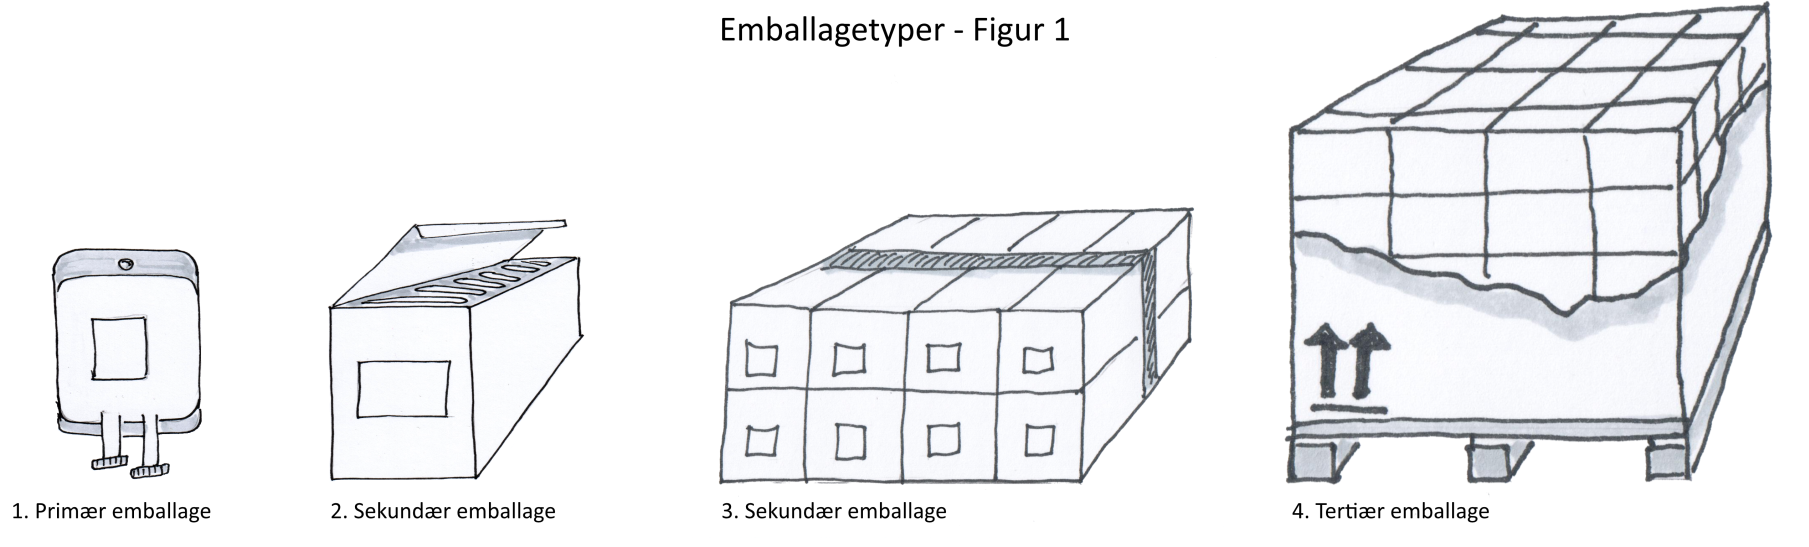 Emballagetyper - Figur 1
1. Primær emballage
2. Sekundær emballage
3. Sekundær emballage
4. Tertiær emballage